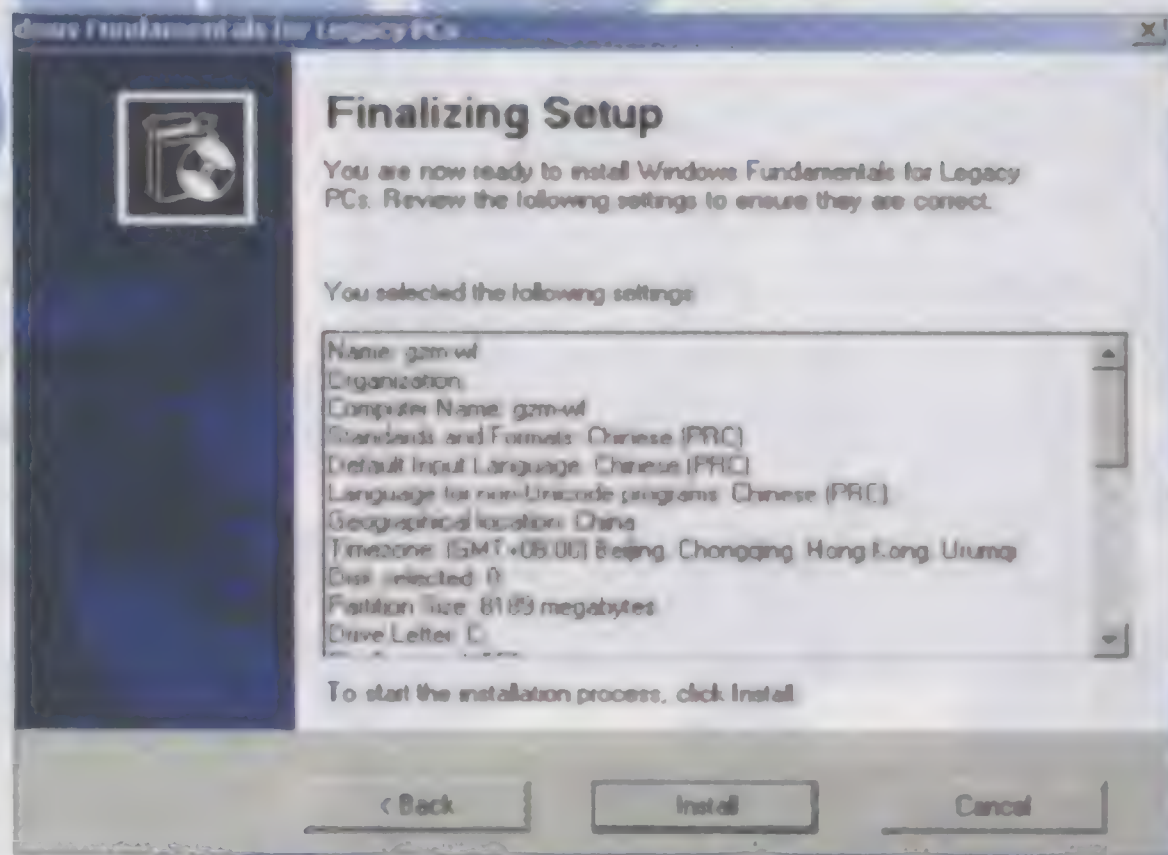 dows Fundamentals for Legacy PCs
Finalizing Setup
You are now ready to install Windows Fundamentals for Legacy
PCs. Review the following settings to ensure they are correct.
You selected the following settings
Name: gzm-wf
Organization:
Computer Name: gzm-wf
Standards and Formats: Chinese (PRC)
Default Input Language: Chinese (PRC)
Language for non-Unicode programs: Chinese (PRC)
Geographical location: China
Timezone: (GMT+08:00) Beijing, Chongqing, Hong Kong, Urumqi
Disk selected: 0
Partition Size: 8189 megabytes
Drive Letter: C:
To start the installation process, click Install.
< Back
Install
Cancel